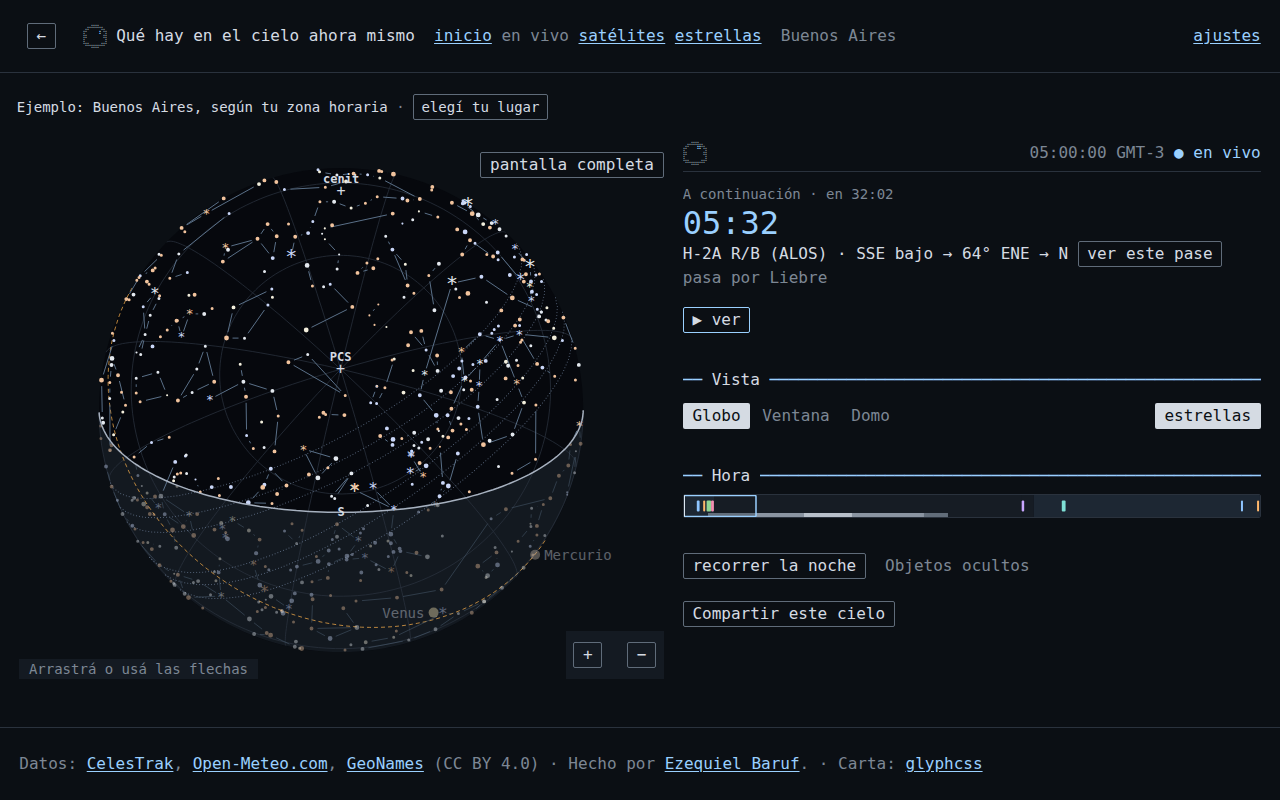 ← Qué hay en el cielo ahora mismo inicio en vivo satélites estrellas Buenos Aires ajustes
Ejemplo: Buenos Aires, según tu zona horaria · elegí tu lugar
pantalla completa
cenit
+
PCS
+
S
Mercurio
Venus
Arrastrá o usá las flechas
+ −
05:00:00 GMT-3 ● en vivo
A continuación · en 32:02
05:32
H-2A R/B (ALOS) · SSE bajo → 64° ENE → N ver este pase
pasa por Liebre
▶ ver
Vista
Globo Ventana Domo estrellas
Hora
recorrer la noche Objetos ocultos
Compartir este cielo
Datos: CelesTrak, Open-Meteo.com, GeoNames (CC BY 4.0) · Hecho por Ezequiel Baruf. · Carta: glyphcss